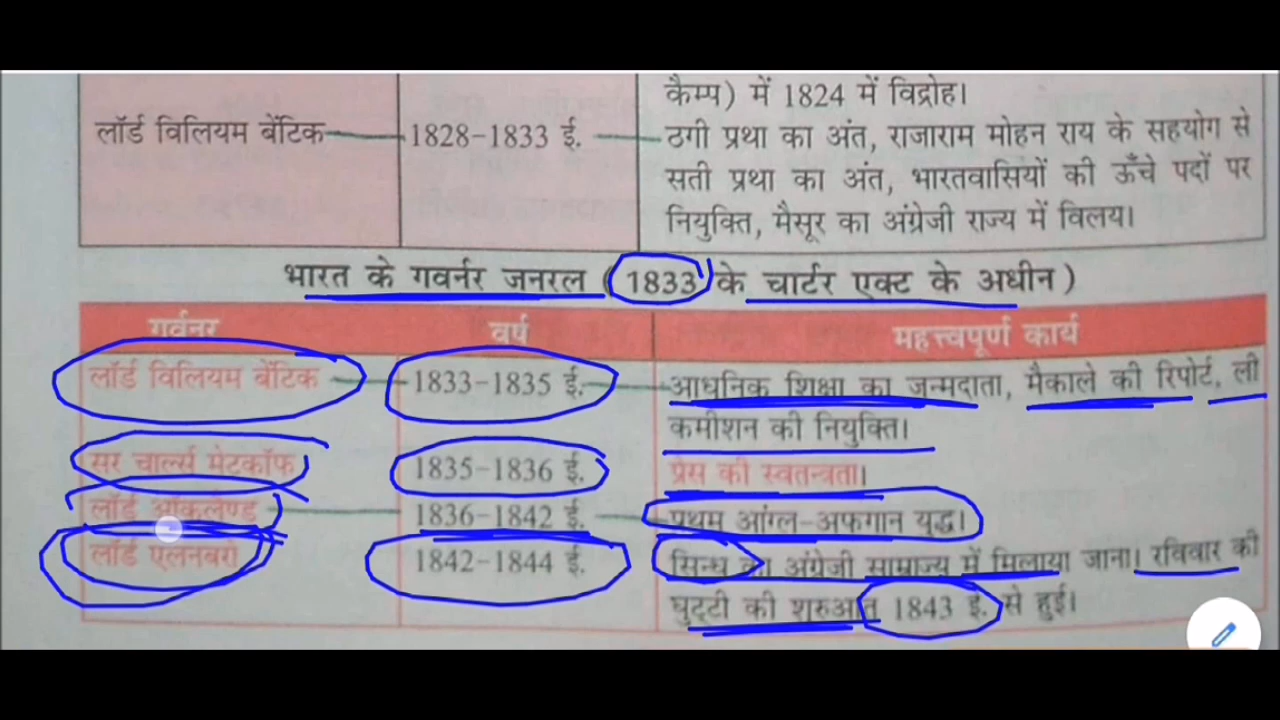 कैम्प) में 1824 में विद्रोह।
लॉर्ड विलियम बेंटिक 1828-1833 ई. ठगी प्रथा का अंत, राजाराम मोहन राय के सहयोग से
सती प्रथा का अंत, भारतवासियों की ऊँचे पदों पर
नियुक्ति, मैसूर का अंग्रेजी राज्य में विलय।
भारत के गवर्नर जनरल (1833 के चार्टर एक्ट के अधीन)
गर्वनर वर्ष महत्त्वपूर्ण कार्य
लॉर्ड विलियम बेंटिक 1833-1835 ई. आधुनिक शिक्षा का जन्मदाता, मैकाले की रिपोर्ट, ली
कमीशन की नियुक्ति।
सर चार्ल्स मेटकॉफ 1835-1836 ई. प्रेस की स्वतन्त्रता।
लॉर्ड ऑकलैण्ड 1836-1842 ई. प्रथम आंग्ल-अफगान युद्ध।
लॉर्ड एलनबरो 1842-1844 ई. सिन्ध का अंग्रेजी साम्राज्य में मिलाया जाना। रविवार की
छुट्टी की शुरुआत 1843 ई. से हुई।